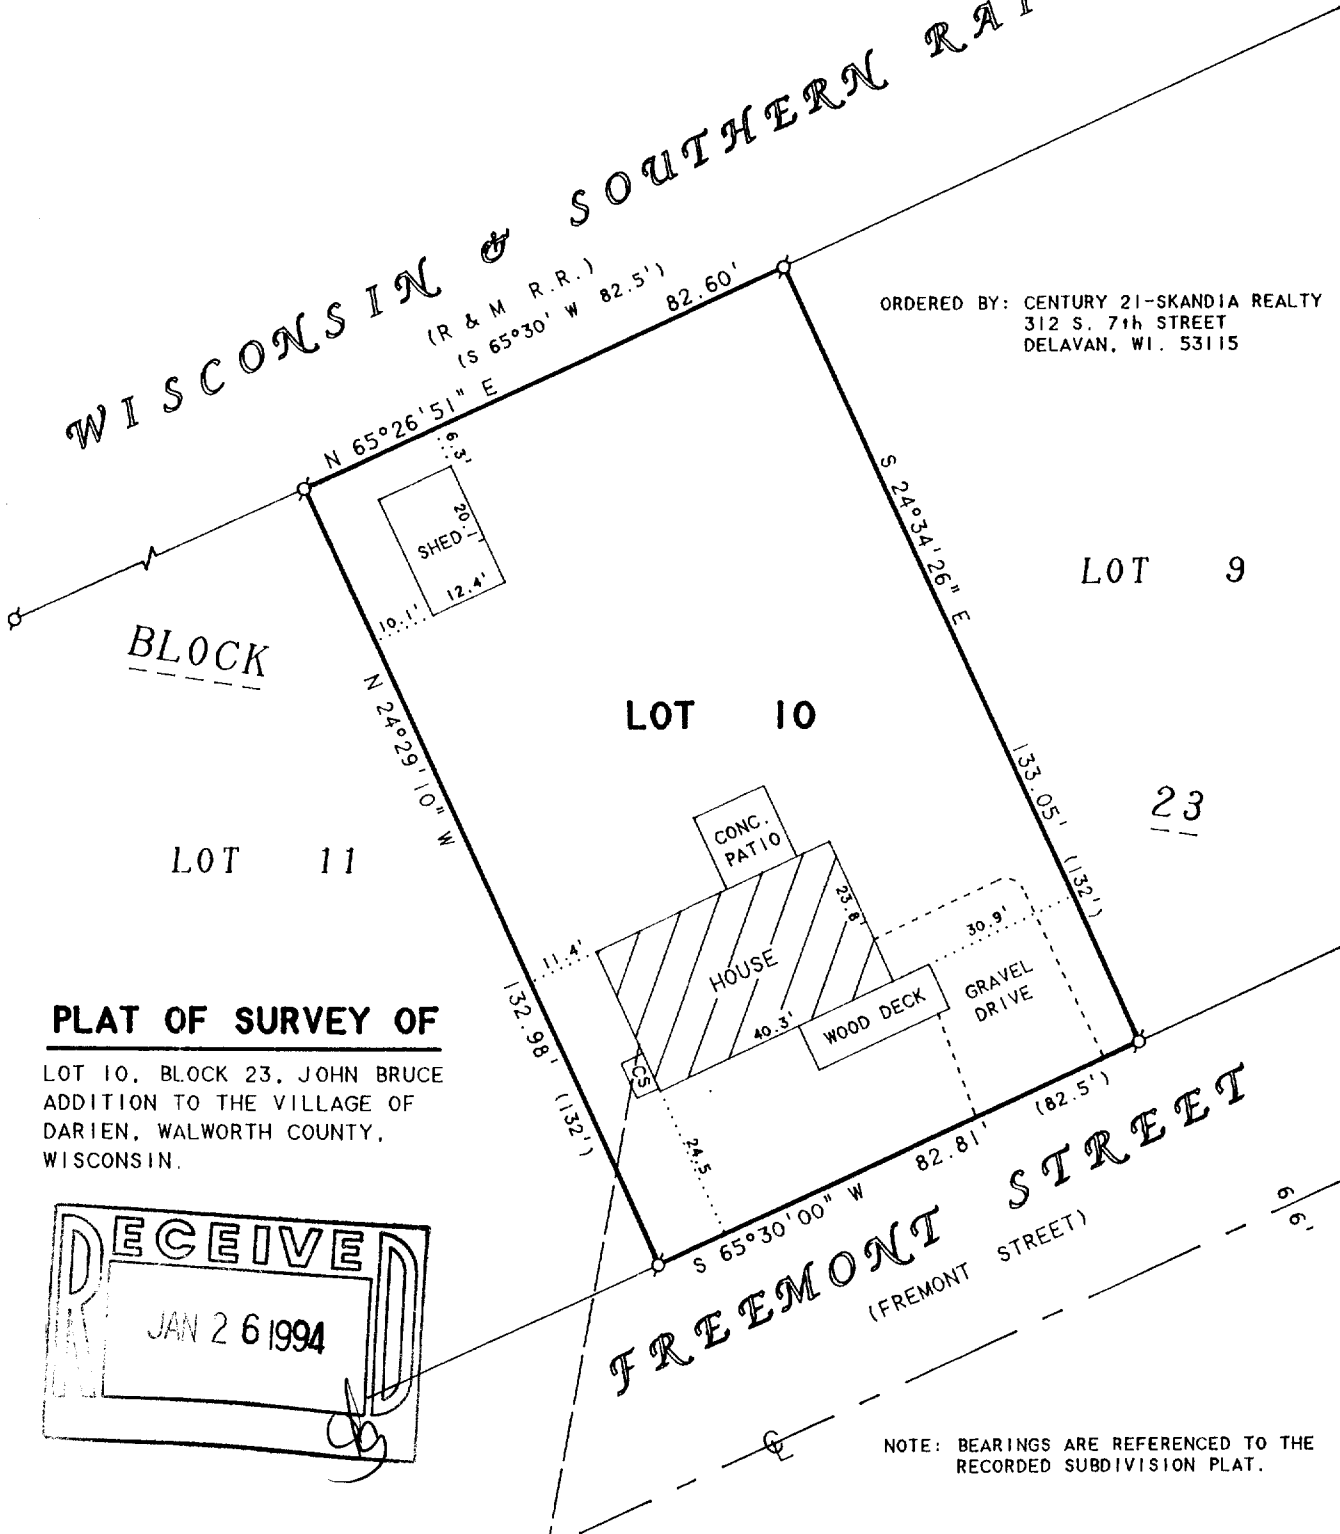 WISCONSIN & SOUTHERN RAI
(R & M R.R.)
(S 65°30' W 82.5')
N 65°26'51" E 82.60'
ORDERED BY: CENTURY 21-SKANDIA REALTY
312 S. 7th STREET
DELAVAN, WI. 53115
6.3'
SHED
20.1'
12.4'
10.1'
S 24°34'26" E 133.05' (132')
LOT 9
BLOCK
23
N 24°29'10" W 132.98' (132')
LOT 10
LOT 11
CONC.
PATIO
23.8'
HOUSE
40.3'
11.4'
30.9'
WOOD DECK
GRAVEL
DRIVE
CS
24.5
S 65°30'00" W 82.81' (82.5')
FREEMONT STREET
(FREMONT STREET)
66'
PLAT OF SURVEY OF
LOT 10, BLOCK 23, JOHN BRUCE
ADDITION TO THE VILLAGE OF
DARIEN, WALWORTH COUNTY,
WISCONSIN.
RECEIVED
JAN 26 1994
NOTE: BEARINGS ARE REFERENCED TO THE
RECORDED SUBDIVISION PLAT.